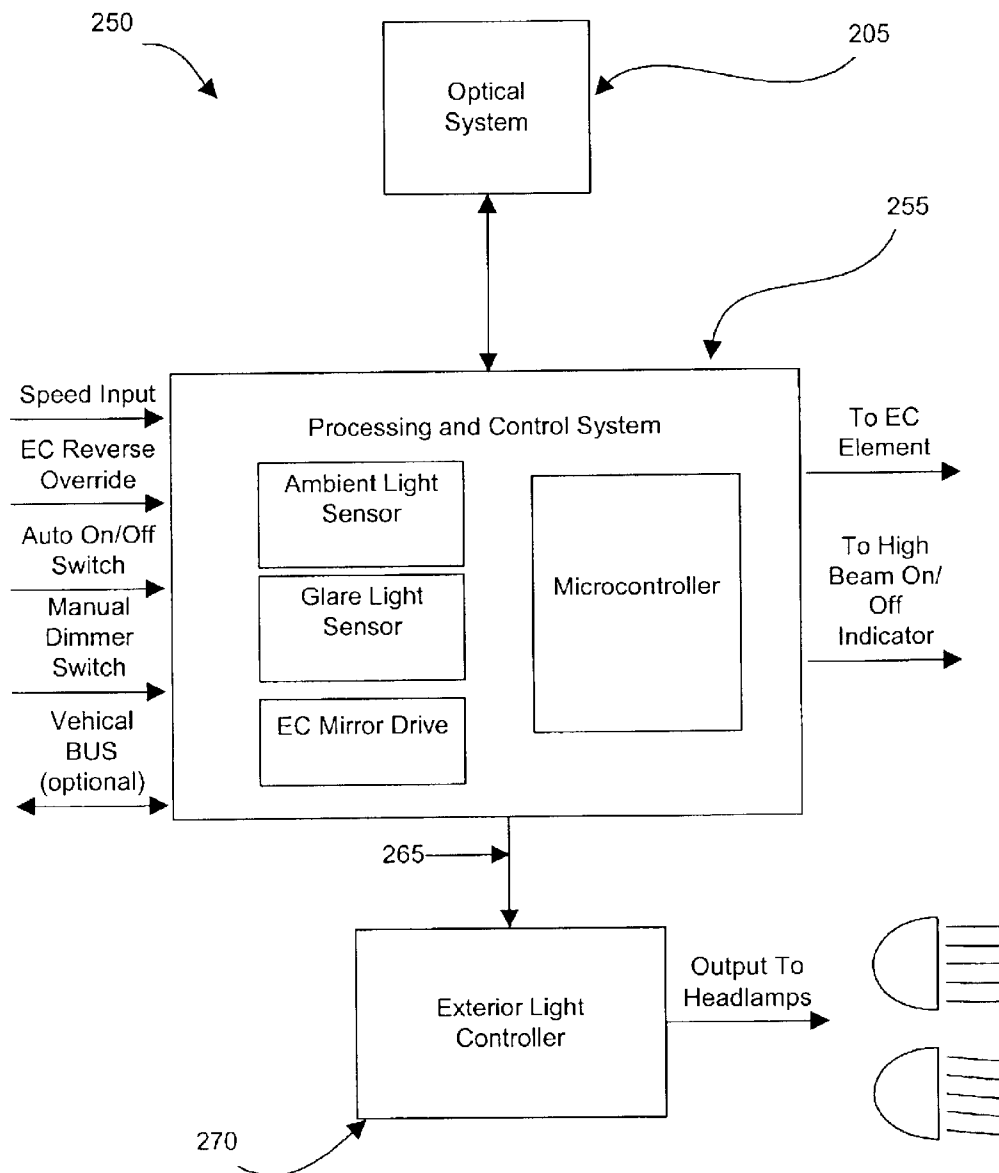 250
205
Optical
System
255
Speed Input
EC Reverse
Override
Auto On/Off
Switch
Manual
Dimmer
Switch
Vehical
BUS
(optional)
Processing and Control System
Ambient Light
Sensor
Glare Light
Sensor
EC Mirror Drive
Microcontroller
To EC
Element
To High
Beam On/
Off
Indicator
265
Exterior Light
Controller
Output To
Headlamps
270